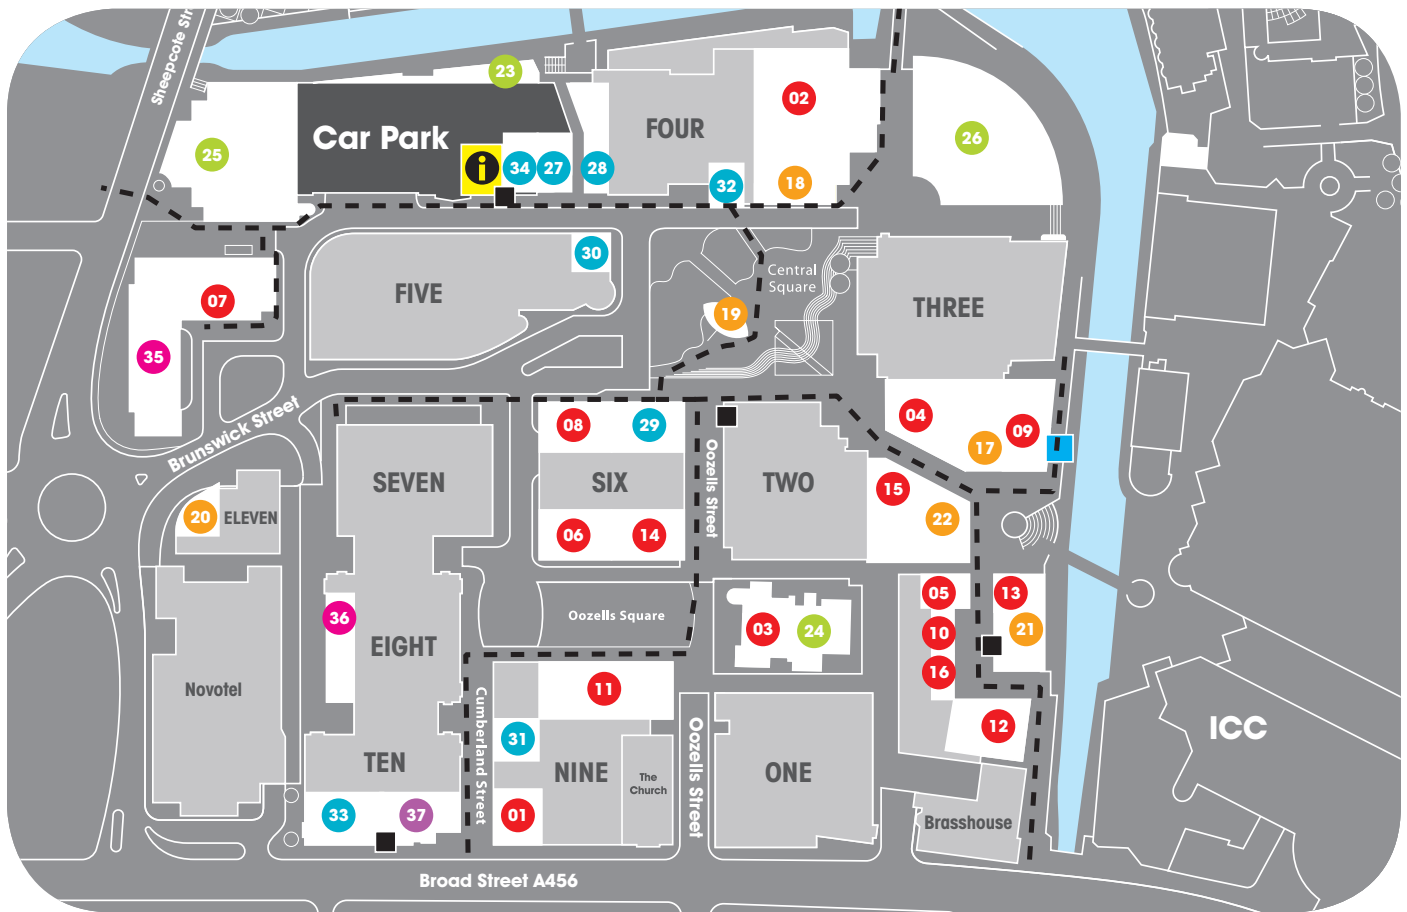 Sheepcote Str
23
02
Car Park
FOUR
26
25
i
34
27
28
32
18
30
Central
Square
FIVE
07
19
THREE
35
04
09
08
29
17
Brunswick Street
Oozells Street
SEVEN
SIX
TWO
15
20
ELEVEN
22
06
14
05
13
36
Oozells Square
03
24
10
21
EIGHT
16
Novotel
11
Cumberland Street
31
12
ICC
TEN
NINE
The
Church
Oozells Street
ONE
33
37
01
Brasshouse
Broad Street A456